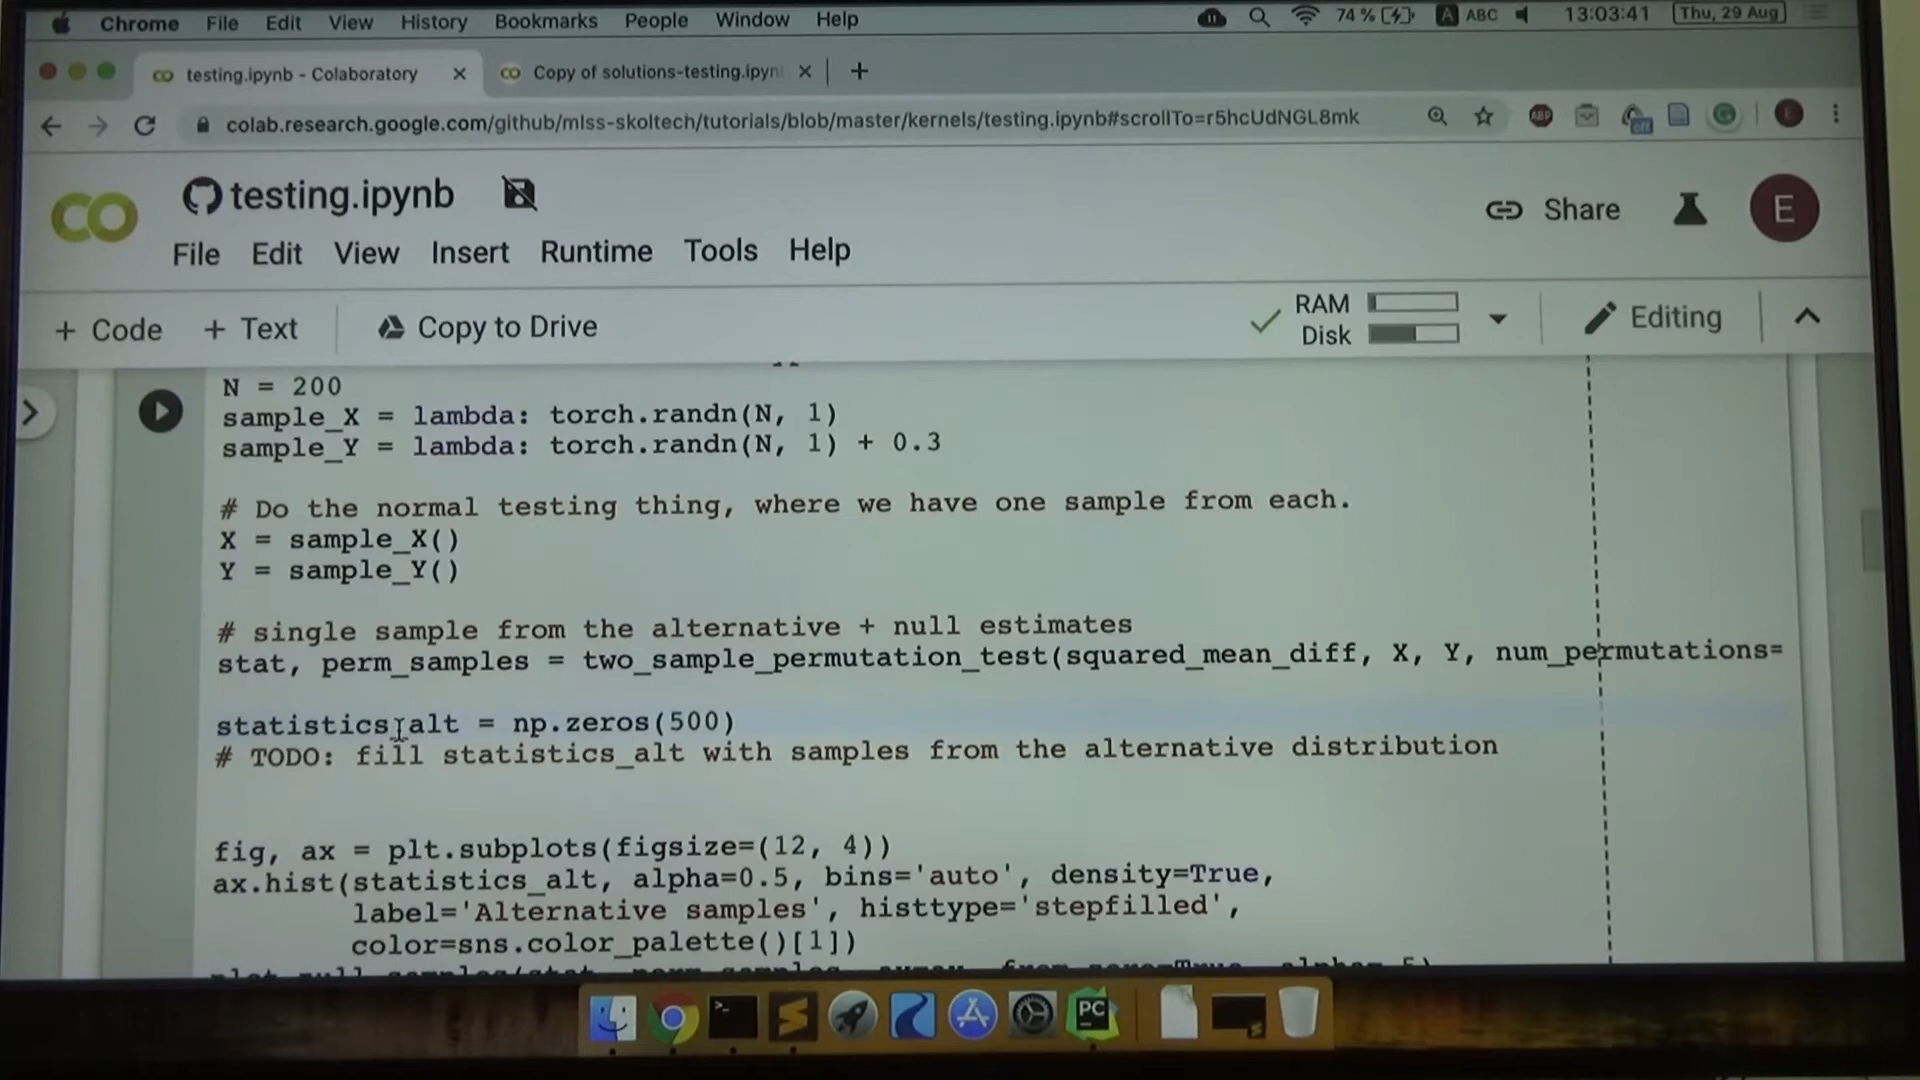 Chrome File Edit View History Bookmarks People Window Help 74 % A ABC 13:03:41 Thu, 29 Aug
testing.ipynb - Colaboratory Copy of solutions-testing.ipyn
colab.research.google.com/github/mlss-skoltech/tutorials/blob/master/kernels/testing.ipynb#scrollTo=r5hcUdNGL8mk ABP off E
CO testing.ipynb Share E
File Edit View Insert Runtime Tools Help
+ Code + Text Copy to Drive RAM Disk Editing
N = 200
sample_X = lambda: torch.randn(N, 1)
sample_Y = lambda: torch.randn(N, 1) + 0.3
# Do the normal testing thing, where we have one sample from each.
X = sample_X()
Y = sample_Y()
# single sample from the alternative + null estimates
stat, perm_samples = two_sample_permutation_test(squared_mean_diff, X, Y, num_permutations=
statistics_alt = np.zeros(500)
# TODO: fill statistics_alt with samples from the alternative distribution
fig, ax = plt.subplots(figsize=(12, 4))
ax.hist(statistics_alt, alpha=0.5, bins='auto', density=True,
label='Alternative samples', histtype='stepfilled',
color=sns.color_palette()[1])
PC